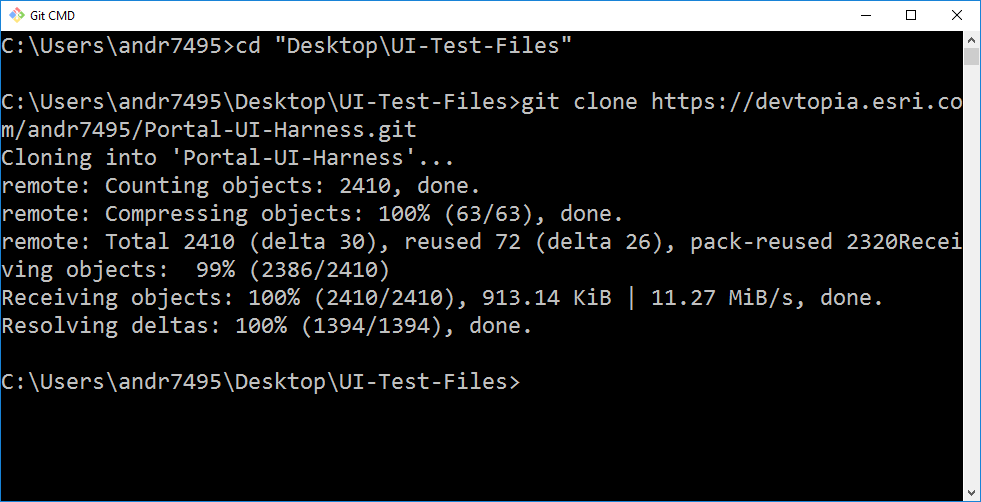 Git CMD
C:\Users\andr7495>cd "Desktop\UI-Test-Files"
C:\Users\andr7495\Desktop\UI-Test-Files>git clone https://devtopia.esri.co
m/andr7495/Portal-UI-Harness.git
Cloning into 'Portal-UI-Harness'...
remote: Counting objects: 2410, done.
remote: Compressing objects: 100% (63/63), done.
remote: Total 2410 (delta 30), reused 72 (delta 26), pack-reused 2320Recei
ving objects:  99% (2386/2410)
Receiving objects: 100% (2410/2410), 913.14 KiB | 11.27 MiB/s, done.
Resolving deltas: 100% (1394/1394), done.
C:\Users\andr7495\Desktop\UI-Test-Files>